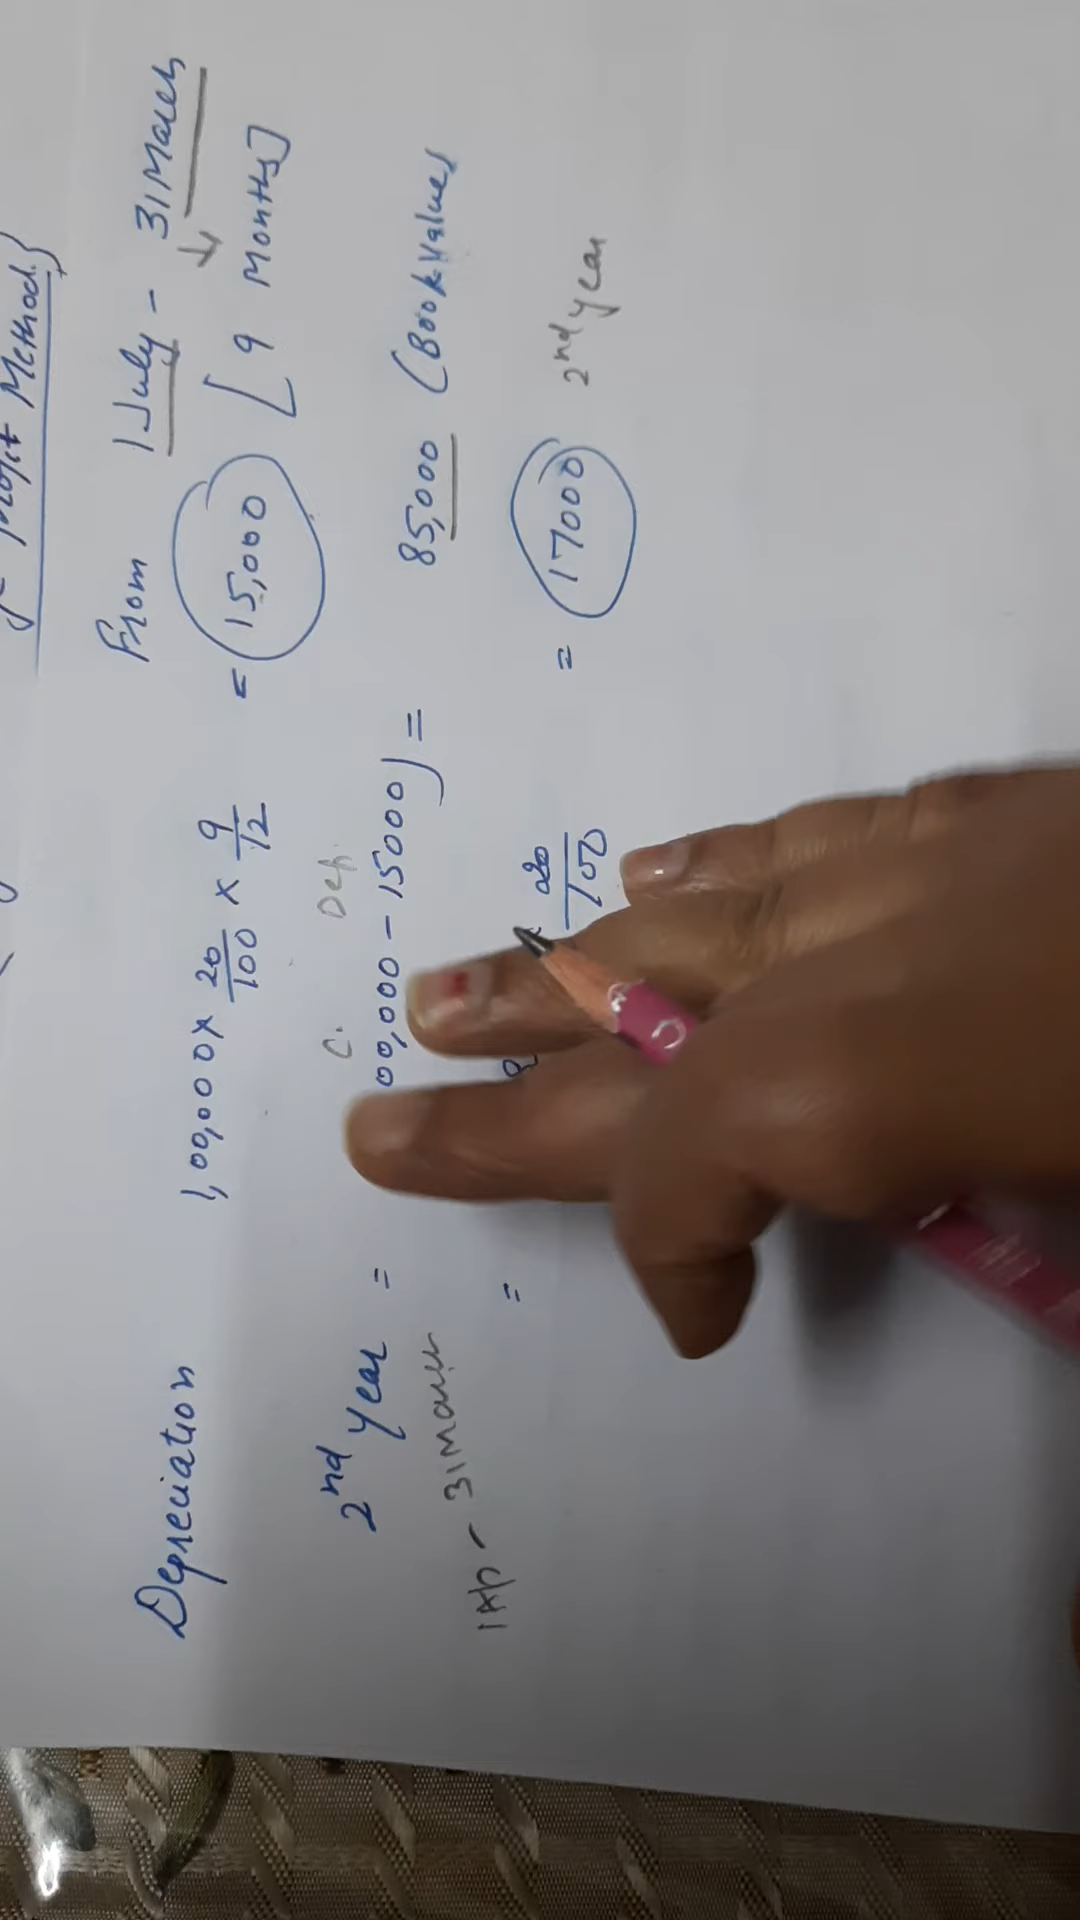 Profit Method}
From 1 July - 31 March
↓
Depreciation 1,00,000 × 20/100 × 9/12 = 15,000 [9 Months]
C. Dep.
2nd year = 00,000 - 15000) = 85,000 (Book Value)
1 Ap - 31 March
= 20/100 = 17000 2nd year